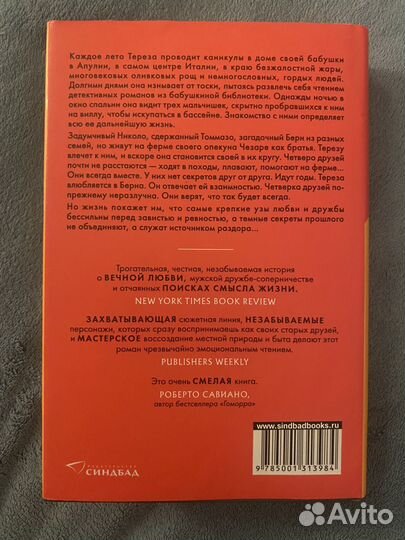 Каждое лето Тереза проводит каникулы в доме своей бабушки
в Апулии, в самом центре Италии, в краю безжалостной жары,
многовековых оливковых рощ и немногословных, гордых людей.
Долгими днями она изнывает от тоски, пытаясь развлечь себя чтением
детективных романов из бабушкиной библиотеки. Однажды ночью в
окно спальни она видит трех мальчишек, скрытно пробравшихся к ним
на виллу, чтобы искупаться в бассейне. Знакомство с ними определит
всю ее дальнейшую жизнь.
Задумчивый Николо, сдержанный Томмазо, загадочный Берн из разных
семей, но живут на ферме своего опекуна Чезаре как братья. Терезу
влечет к ним, и вскоре она становится своей в их кругу. Четверо друзей
почти не расстаются — ходят в походы, плавают, помогают на ферме...
Они всегда вместе. У них нет секретов друг от друга. Идут годы. Тереза
влюбляется в Берна. Он отвечает ей взаимностью. Четверка друзей по-
прежнему неразлучна. Они верят, что так будет всегда.
Но жизнь покажет им, что самые крепкие узы любви и дружбы
бессильны перед завистью и ревностью, а темные секреты прошлого
не объединяют, а служат источником раздора...
Трогательная, честная, незабываемая история
о ВЕЧНОЙ ЛЮБВИ, мужской дружбе-соперничестве
и отчаянных ПОИСКАХ СМЫСЛА ЖИЗНИ.
NEW YORK TIMES BOOK REVIEW
ЗАХВАТЫВАЮЩАЯ сюжетная линия, НЕЗАБЫВАЕМЫЕ
персонажи, которых сразу воспринимаешь как своих старых друзей,
и МАСТЕРСКОЕ воссоздание местной природы и быта делают этот
роман чрезвычайно эмоциональным чтением.
PUBLISHERS WEEKLY
Это очень СМЕЛАЯ книга.
РОБЕРТО САВИАНО,
автор бестселлера «Гоморра»
www.sindbadbooks.ru
9 785001 313984
ИЗДАТЕЛЬСТВО
СИНДБАД
Avito